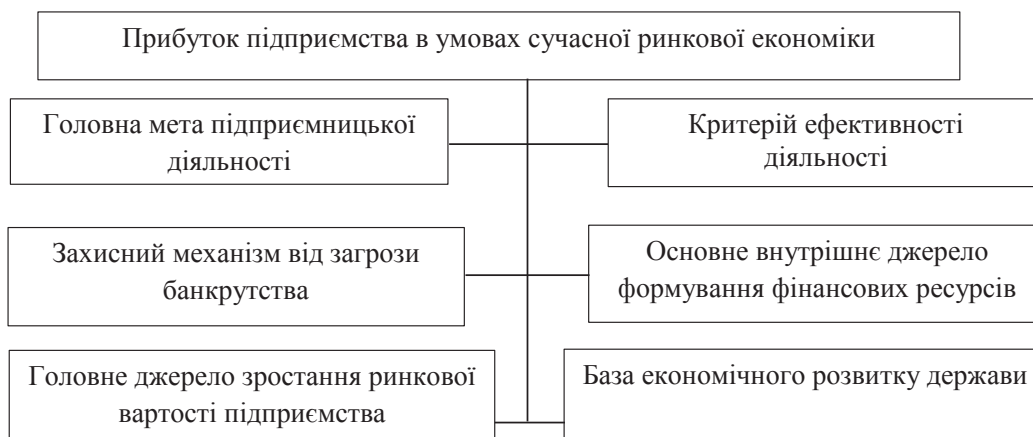 Прибуток підприємства в умовах сучасної ринкової економіки
Головна мета підприємницької
діяльності
Критерій ефективності
діяльності
Захисний механізм від загрози
банкрутства
Основне внутрішнє джерело
формування фінансових ресурсів
Головне джерело зростання ринкової
вартості підприємства
База економічного розвитку держави